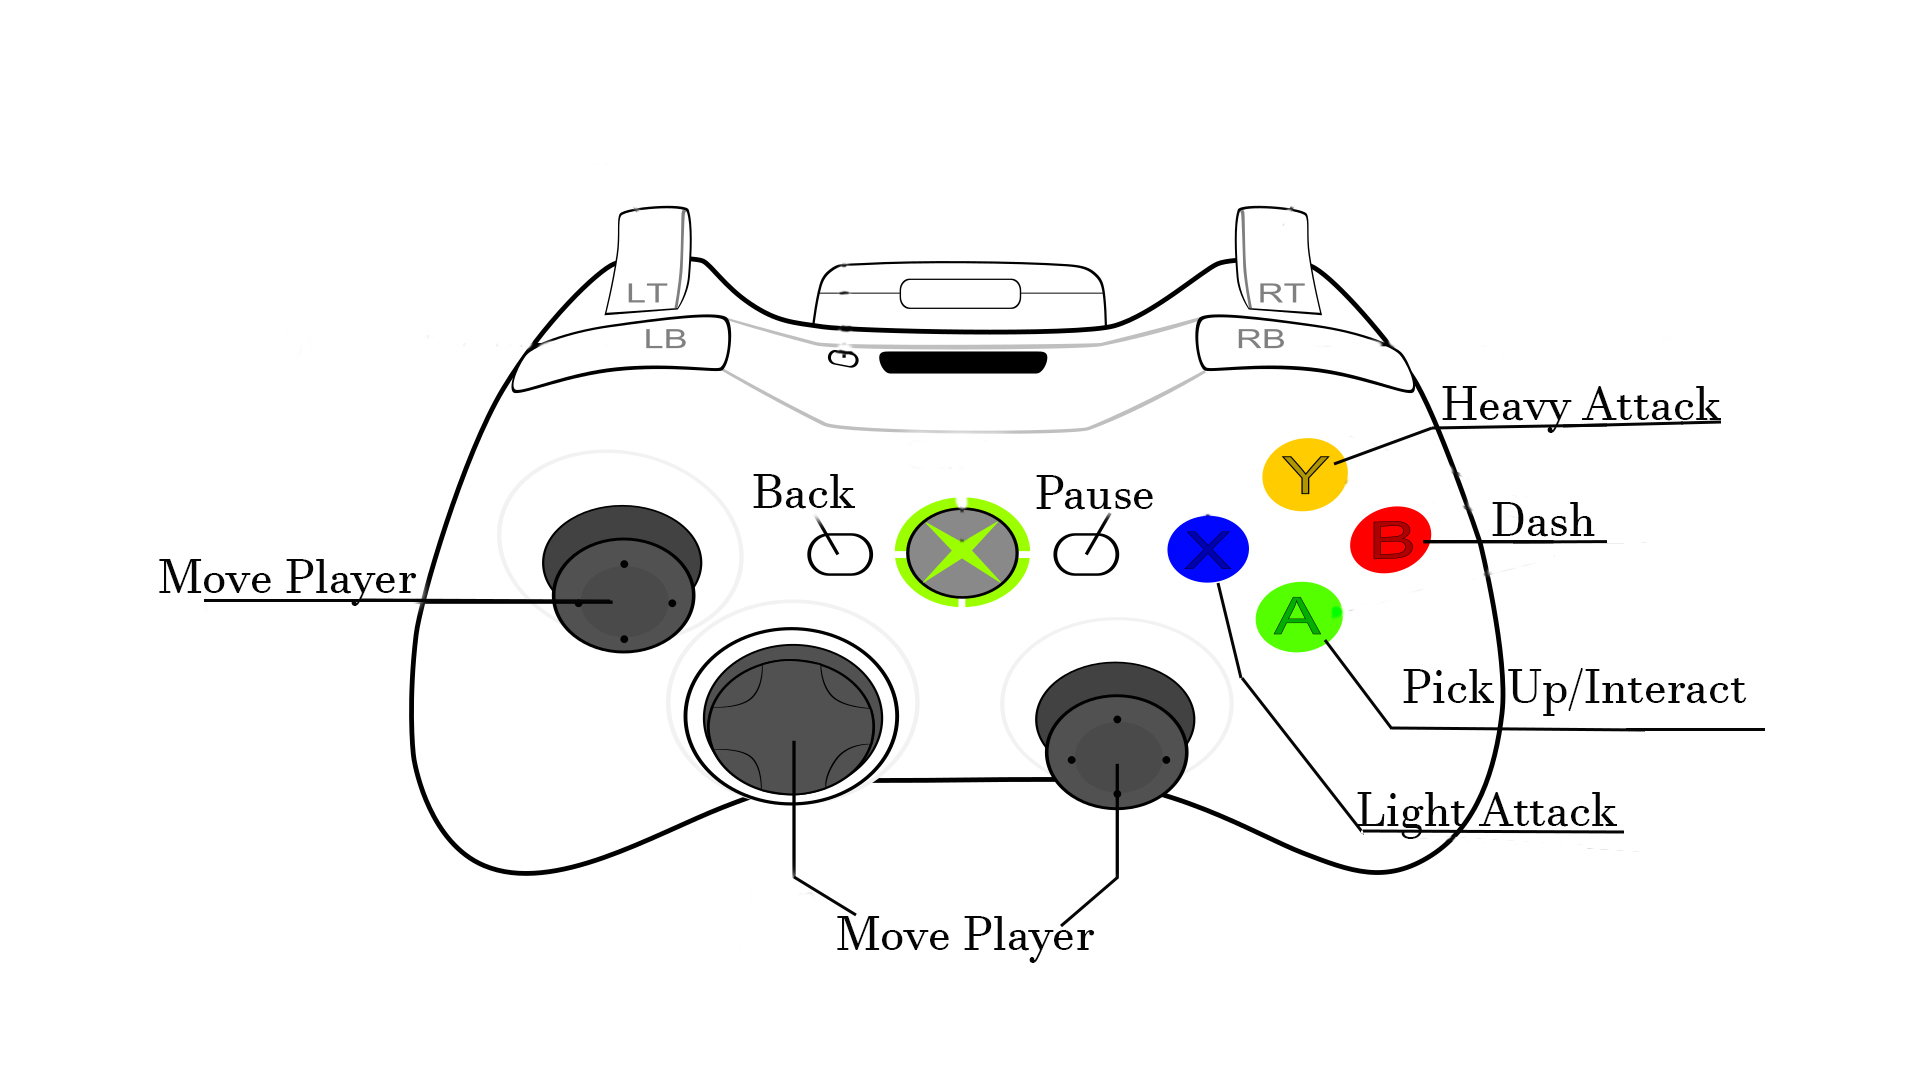 LT
RT
LB
RB
Heavy Attack
Y
Back
Pause
X
B
Dash
Move Player
A
Pick Up/Interact
Light Attack
Move Player